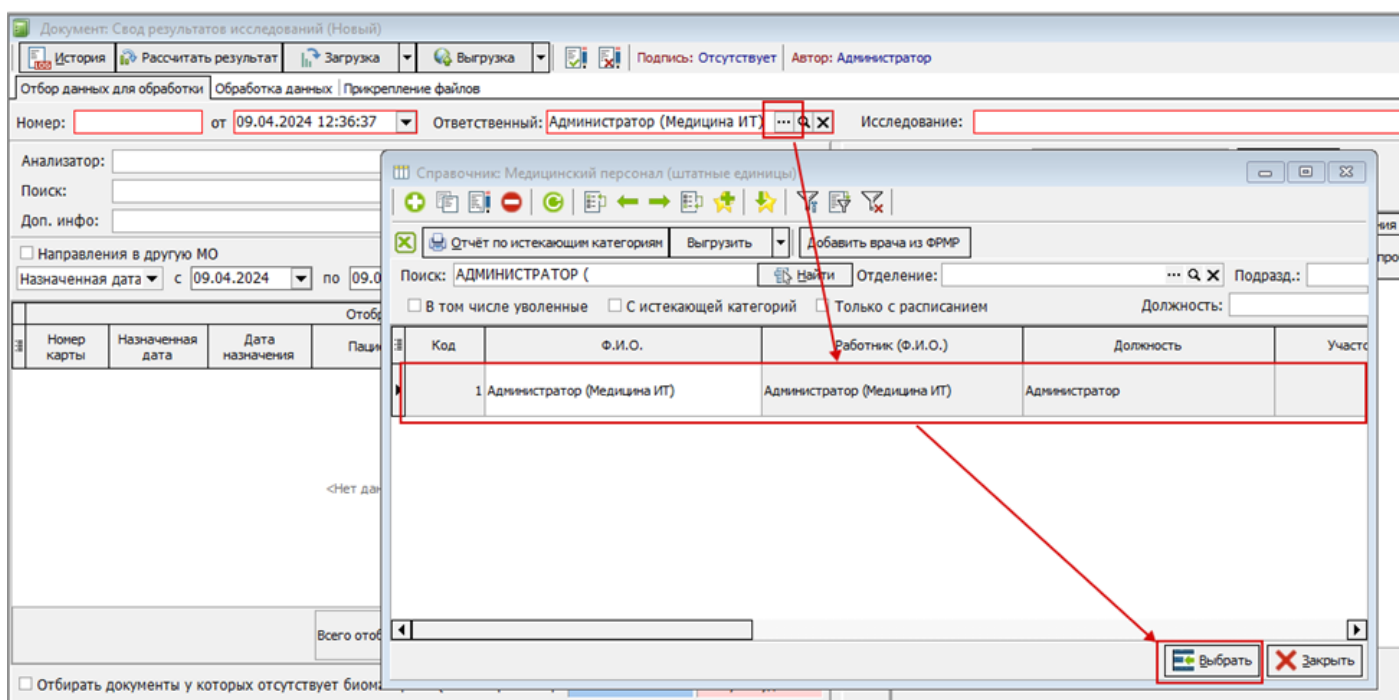 Документ: Свод результатов исследований (Новый)
История Рассчитать результат Загрузка Выгрузка Подпись: Отсутствует Автор: Администратор
Отбор данных для обработки Обработка данных Прикрепление файлов
Номер: от 09.04.2024 12:36:37 Ответственный: Администратор (Медицина ИТ) ... Исследование:
Анализатор:
Поиск:
Доп. инфо:
Направления в другую МО
Назначенная дата с 09.04.2024 по 09.0
Номер карты Назначенная дата Дата назначения
<Нет
Всего
Отбирать документы у которых отсутствует
Справочник: Медицинский персонал (штатные единицы)
Отчёт по истекающим категориям Выгрузить Добавить врача из ФРМР
Поиск: АДМИНИСТРАТОР ( Найти Отделение: ... Подразд.:
В том числе уволенные С истекающей категорий Только с расписанием Должность:
Код Ф.И.О. Работник (Ф.И.О.) Должность
1 Администратор (Медицина ИТ) Администратор (Медицина ИТ) Администратор
Выбрать Закрыть